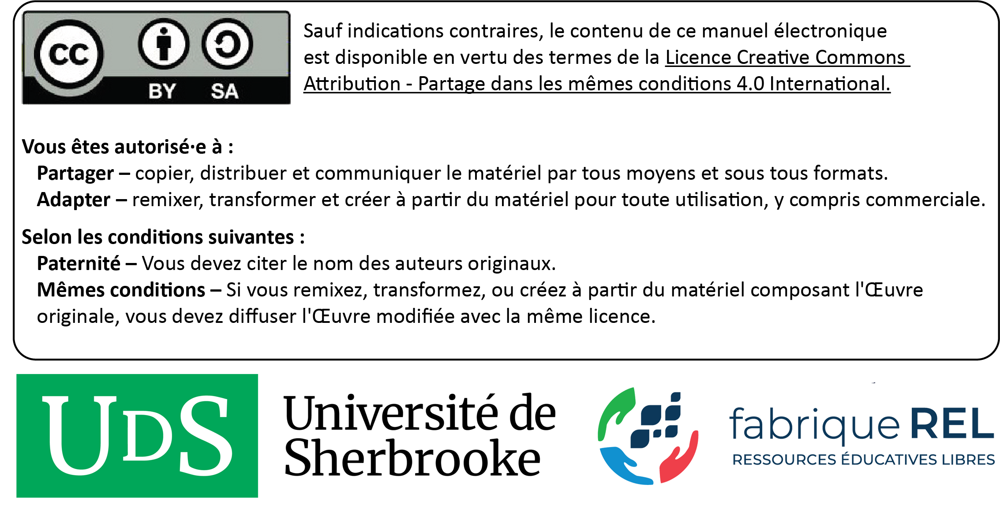 cc
BY SA
Sauf indications contraires, le contenu de ce manuel électronique
est disponible en vertu des termes de la Licence Creative Commons
Attribution - Partage dans les mêmes conditions 4.0 International.
Vous êtes autorisé·e à :
Partager – copier, distribuer et communiquer le matériel par tous moyens et sous tous formats.
Adapter – remixer, transformer et créer à partir du matériel pour toute utilisation, y compris commerciale.
Selon les conditions suivantes :
Paternité – Vous devez citer le nom des auteurs originaux.
Mêmes conditions – Si vous remixez, transformez, ou créez à partir du matériel composant l'Œuvre
originale, vous devez diffuser l'Œuvre modifiée avec la même licence.
UDS
Université de
Sherbrooke
fabrique REL
RESSOURCES ÉDUCATIVES LIBRES